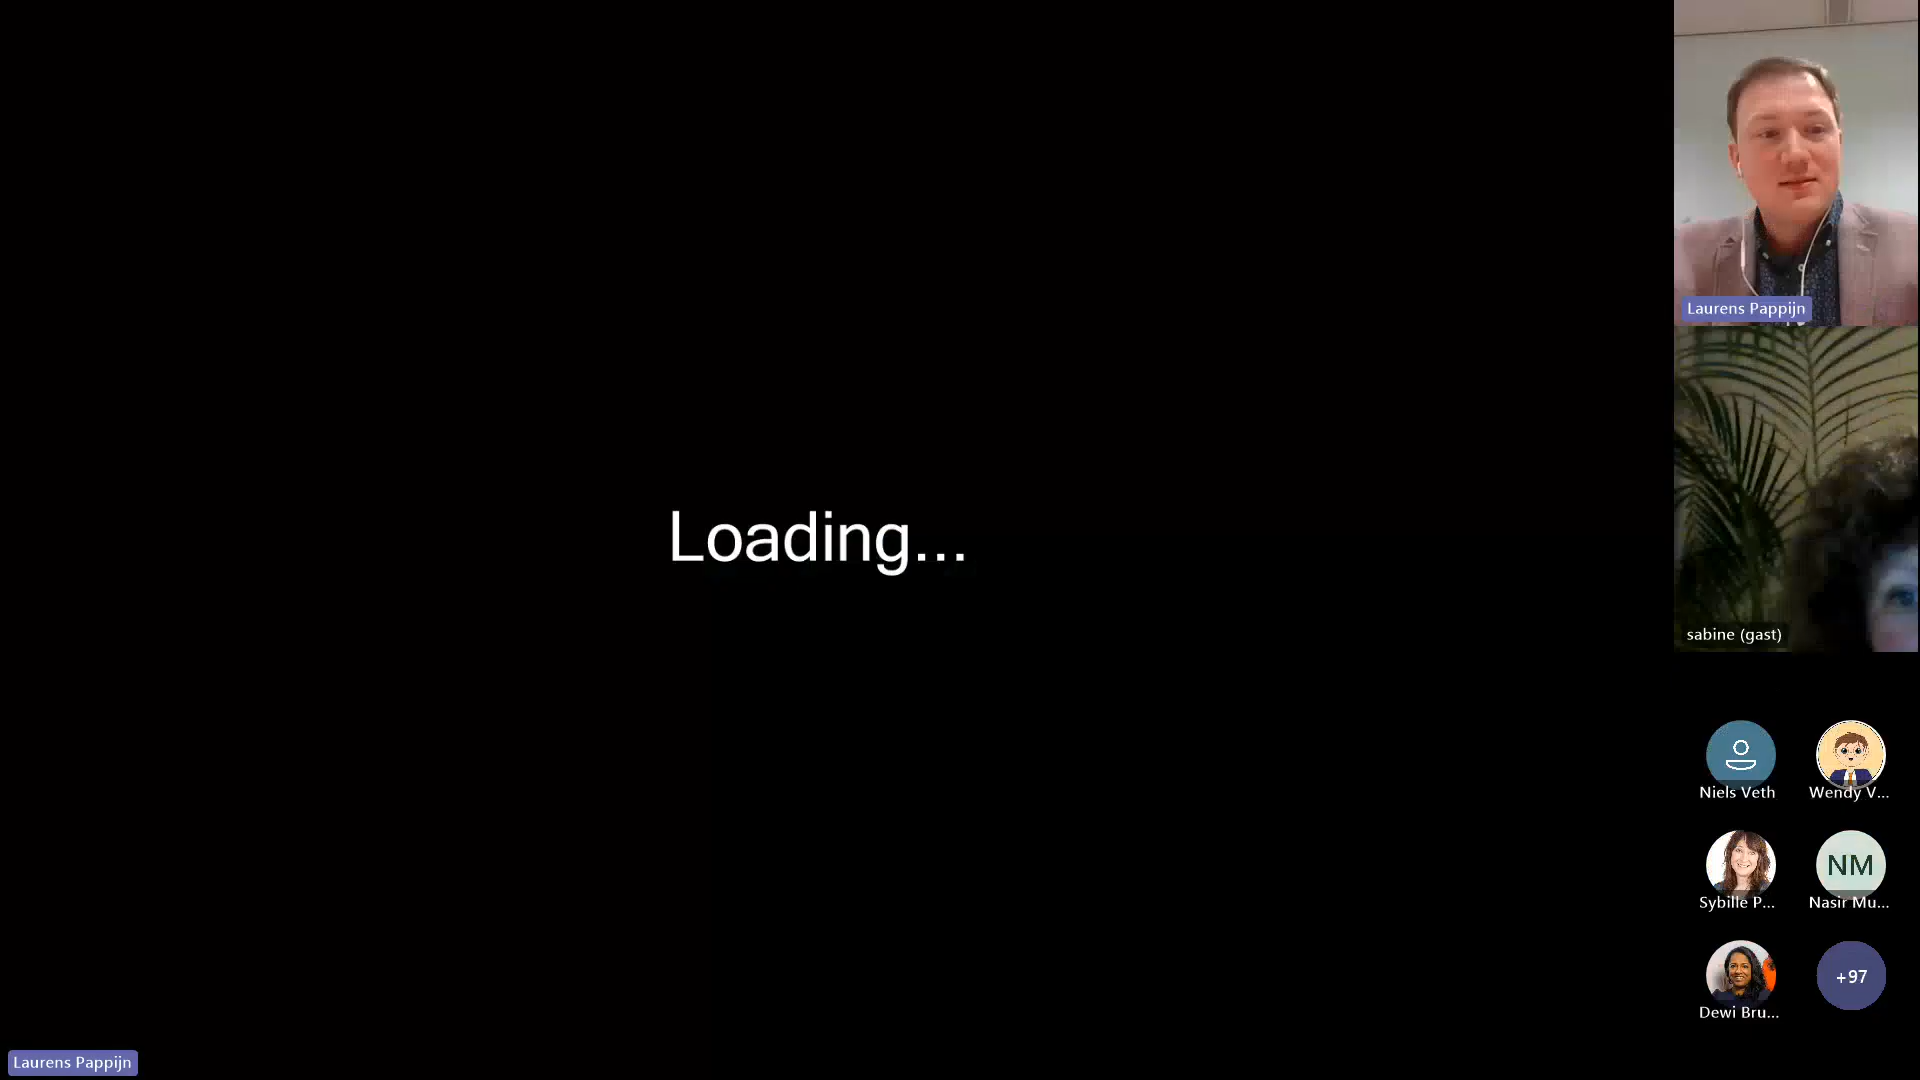 Loading...
Laurens Pappijn
sabine (gast)
Niels Veth
Wendy V...
Sybille P...
NM
Nasir Mu...
Dewi Bru...
+97
Laurens Pappijn